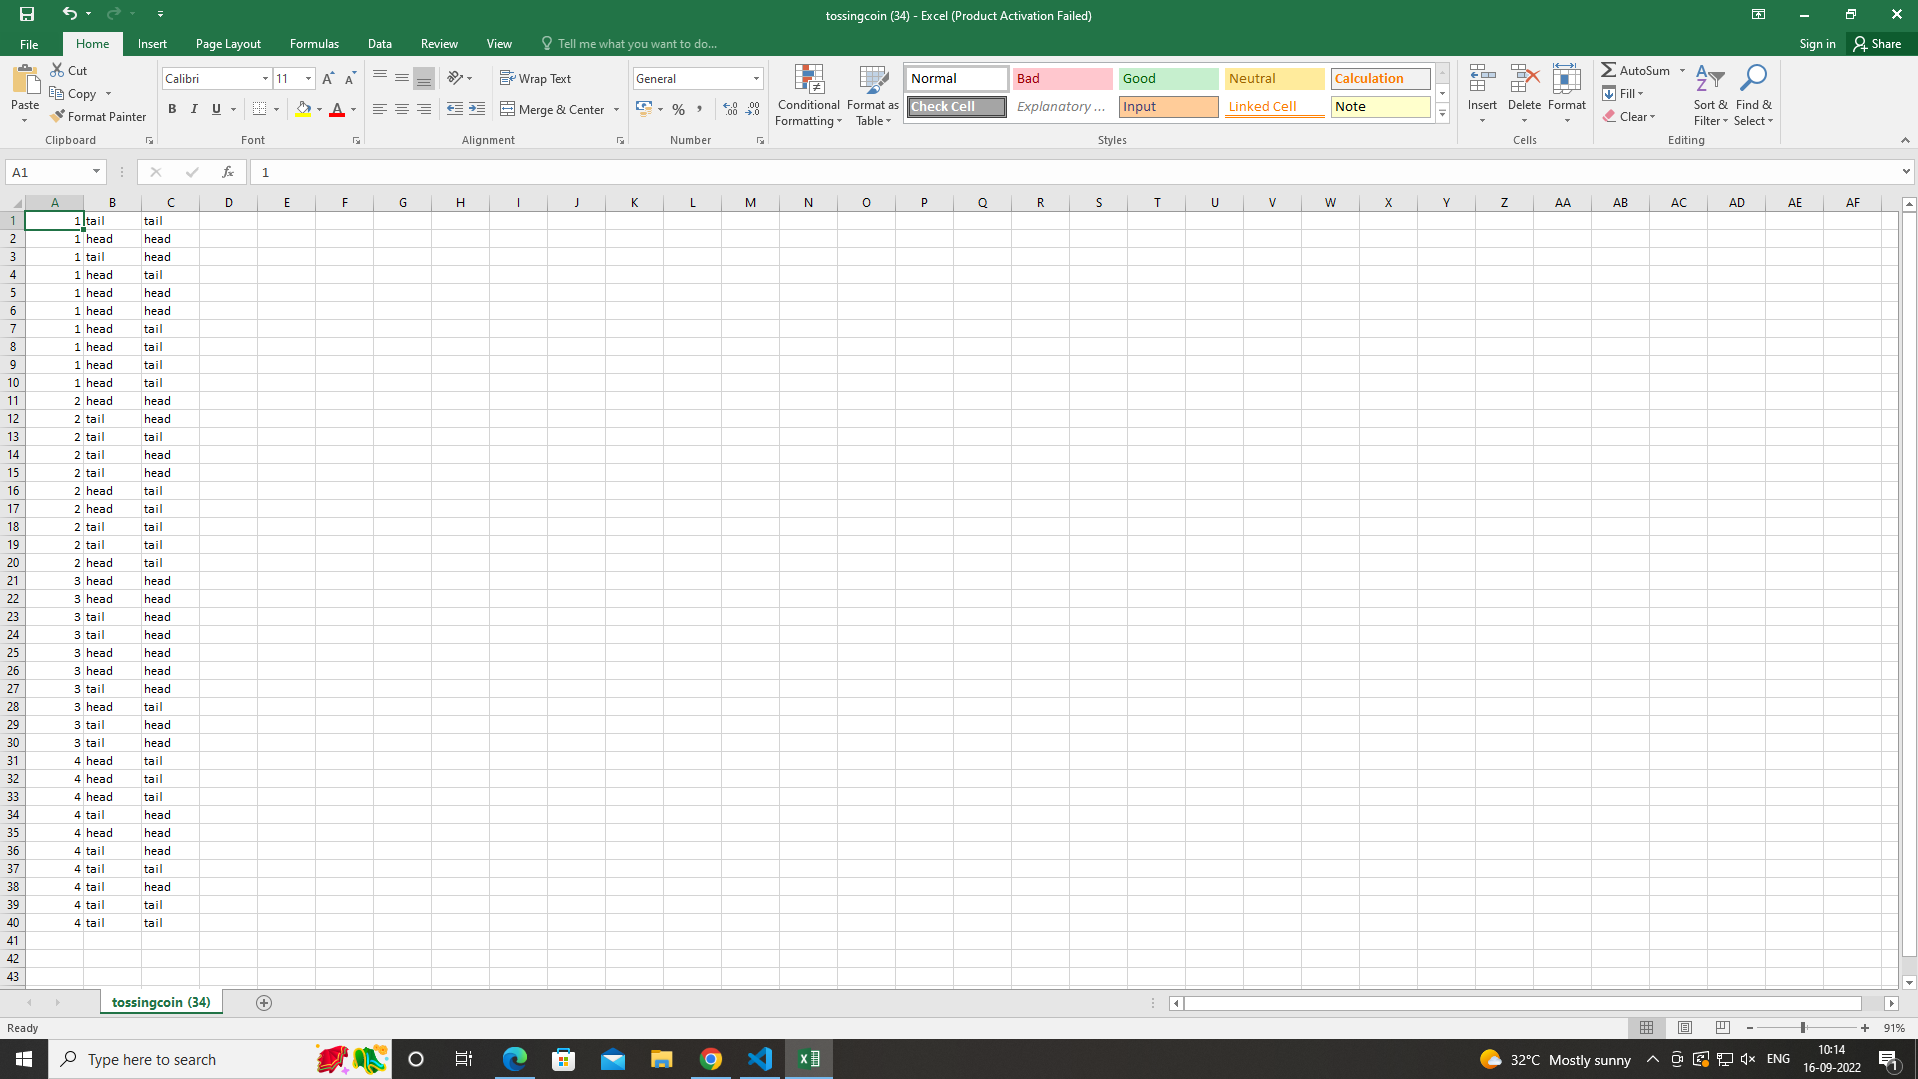 tossingcoin (34) - Excel (Product Activation Failed)
File Home Insert Page Layout Formulas Data Review View Tell me what you want to do... Sign in Share
Paste Cut Copy Format Painter Clipboard
Calibri 11 B I U A Font
Wrap Text Merge & Center Alignment
General % , Number
Conditional Formatting Format as Table
Normal Bad Good Neutral Calculation
Check Cell Explanatory ... Input Linked Cell Note
Styles
Insert Delete Format Cells
AutoSum Fill Clear Sort & Filter Find & Select Editing
A1 fx 1
A B C D E F G H I J K L M N O P Q R S T U V W X Y Z AA AB AC AD AE AF
1 1 tail tail
2 1 head head
3 1 tail head
4 1 head tail
5 1 head head
6 1 head head
7 1 head tail
8 1 head tail
9 1 head tail
10 1 head tail
11 2 head head
12 2 tail head
13 2 tail tail
14 2 tail head
15 2 tail head
16 2 head tail
17 2 head tail
18 2 tail tail
19 2 tail tail
20 2 head tail
21 3 head head
22 3 head head
23 3 tail head
24 3 tail head
25 3 head head
26 3 head head
27 3 tail head
28 3 head tail
29 3 tail head
30 3 tail head
31 4 head tail
32 4 head tail
33 4 head tail
34 4 tail head
35 4 head head
36 4 tail head
37 4 tail tail
38 4 tail head
39 4 tail tail
40 4 tail tail
41
42
43
tossingcoin (34)
Ready 91%
Type here to search 32°C Mostly sunny ENG 10:14
16-09-2022 1